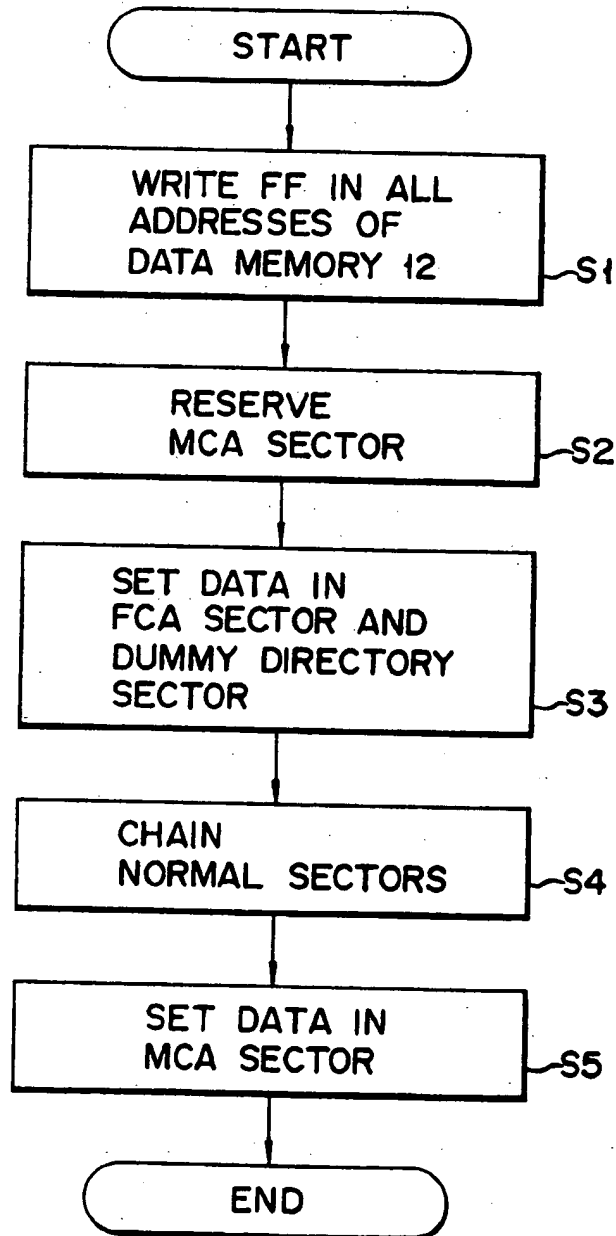 START
WRITE FF IN ALL
ADDRESSES OF
DATA MEMORY 12
S1
RESERVE
MCA SECTOR
S2
SET DATA IN
FCA SECTOR AND
DUMMY DIRECTORY
SECTOR
S3
CHAIN
NORMAL SECTORS
S4
SET DATA IN
MCA SECTOR
S5
END